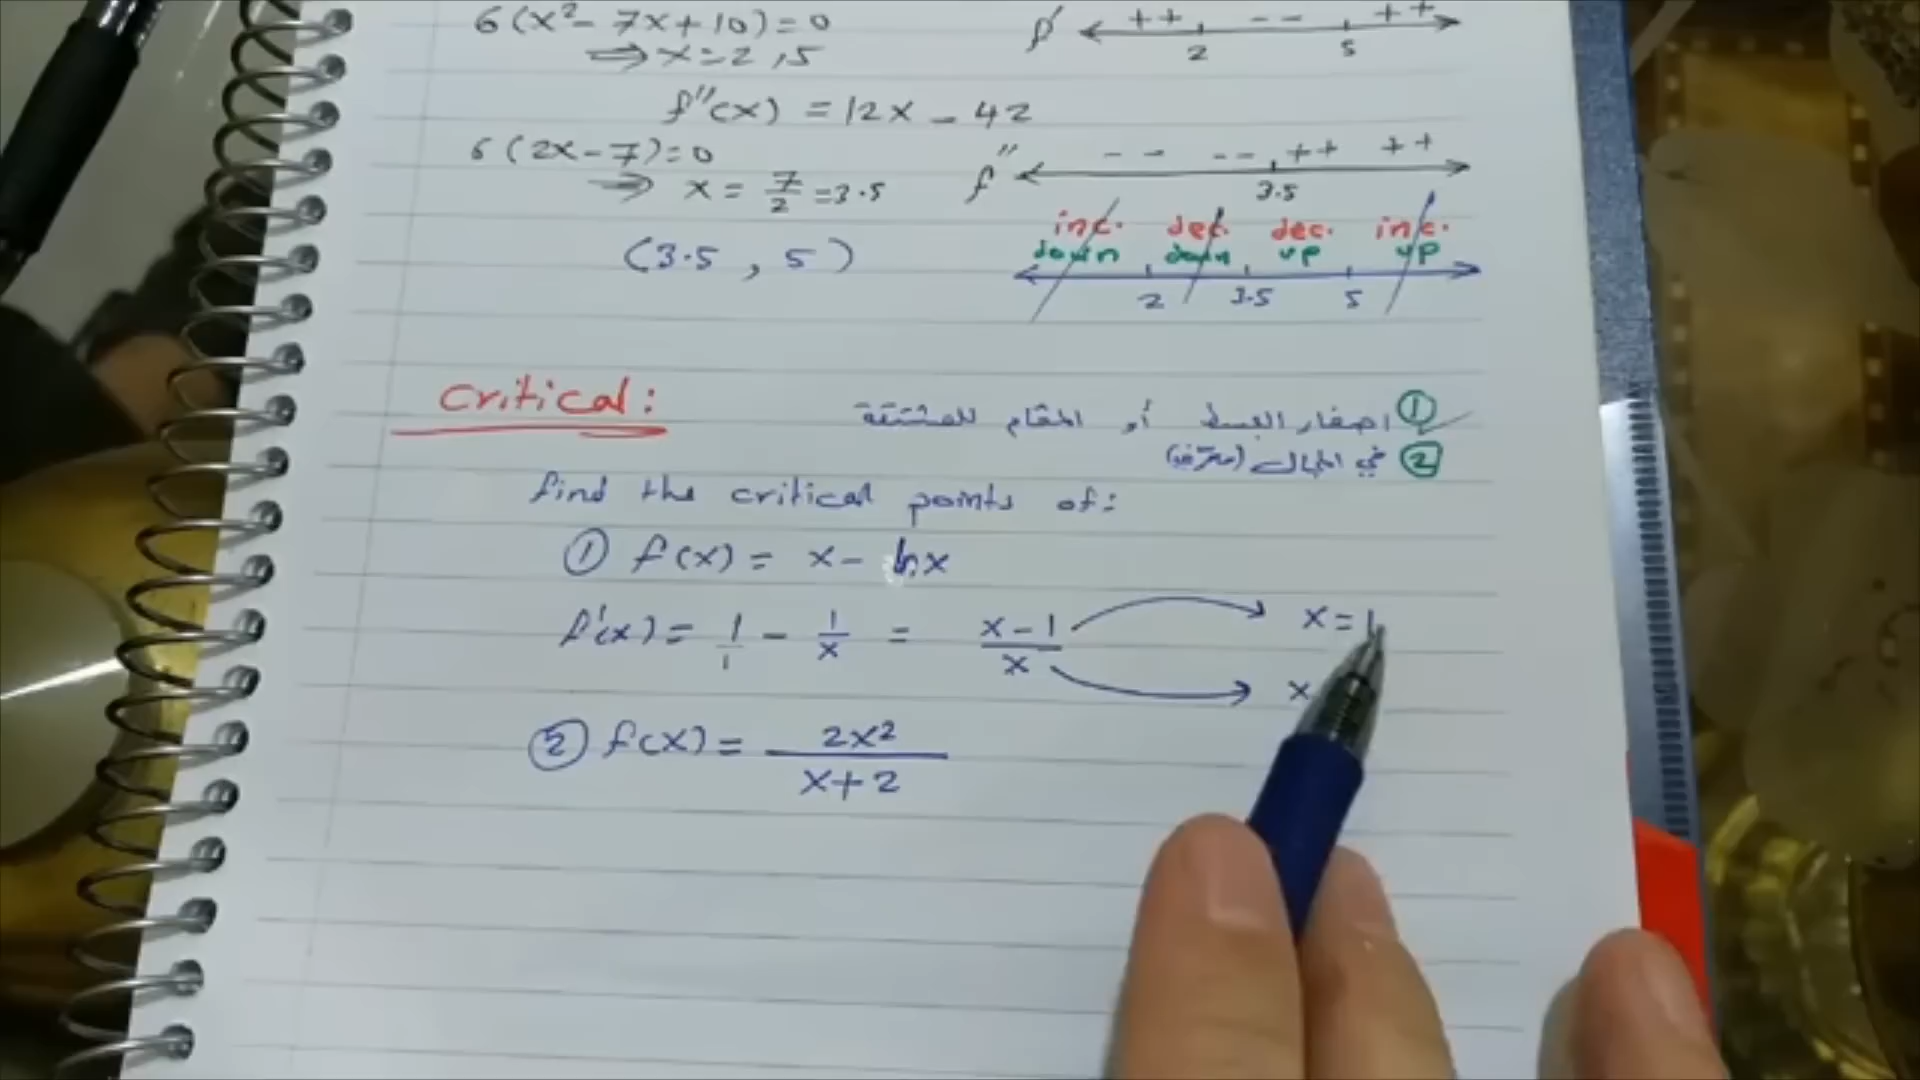 6(x²- 7x+10)=0
⇒ x=2 ,5
f' ++ -- ++
2 5
f''(x) = 12x - 42
6(2x-7)=0
⇒ x = 7/2 =3.5
f'' -- -- ++ ++
3.5
(3.5 , 5)
inc. dec. dec. inc.
down down up up
2 3.5 5
Critical:
① اصفار البسط أو المقام للمشتقة
② في المجال
find the critical points of:
① f(x) = x - lnx
f'(x) = 1/1 - 1/x = (x-1)/x
x=1
x
② f(x) = 2x²/(x+2)